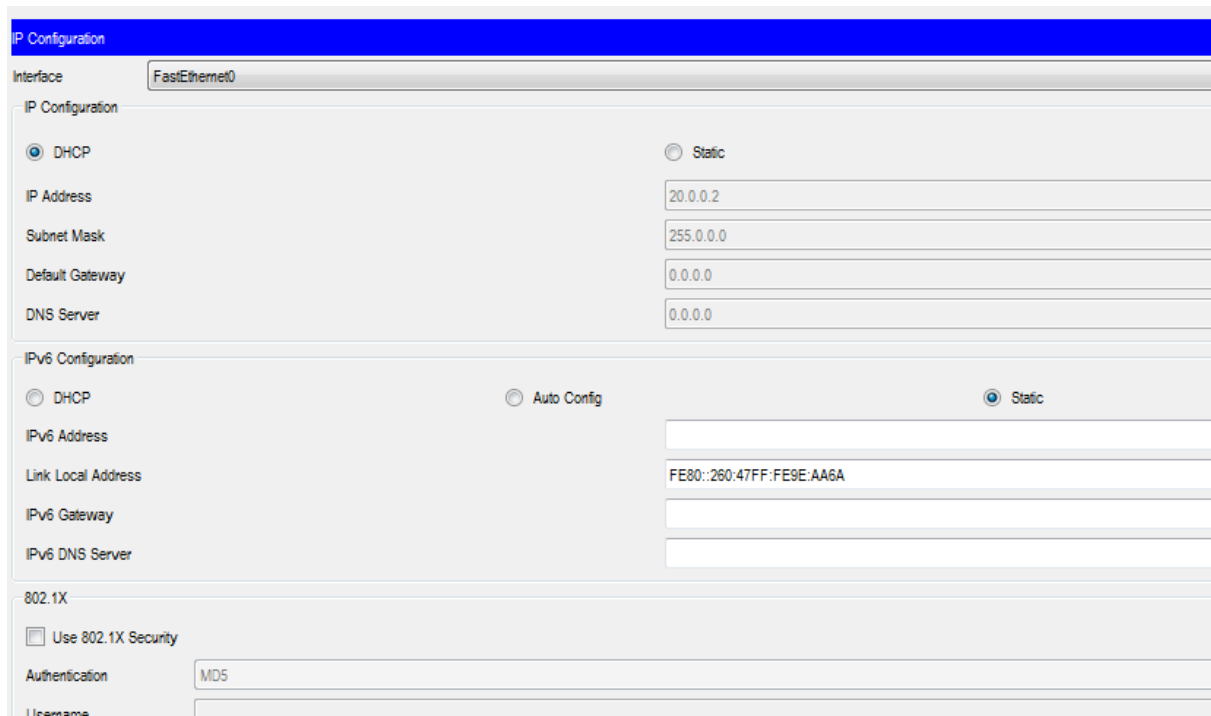 IP Configuration
Interface FastEthernet0
IP Configuration
DHCP Static
IP Address 20.0.0.2
Subnet Mask 255.0.0.0
Default Gateway 0.0.0.0
DNS Server 0.0.0.0
IPv6 Configuration
DHCP Auto Config Static
IPv6 Address
Link Local Address FE80::260:47FF:FE9E:AA6A
IPv6 Gateway
IPv6 DNS Server
802.1X
Use 802.1X Security
Authentication MD5
Username